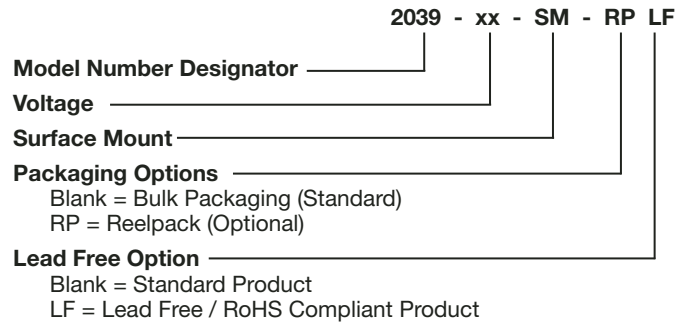 2039 - xx - SM - RP LF
Model Number Designator
Voltage
Surface Mount
Packaging Options
Blank = Bulk Packaging (Standard)
RP = Reelpack (Optional)
Lead Free Option
Blank = Standard Product
LF = Lead Free / RoHS Compliant Product